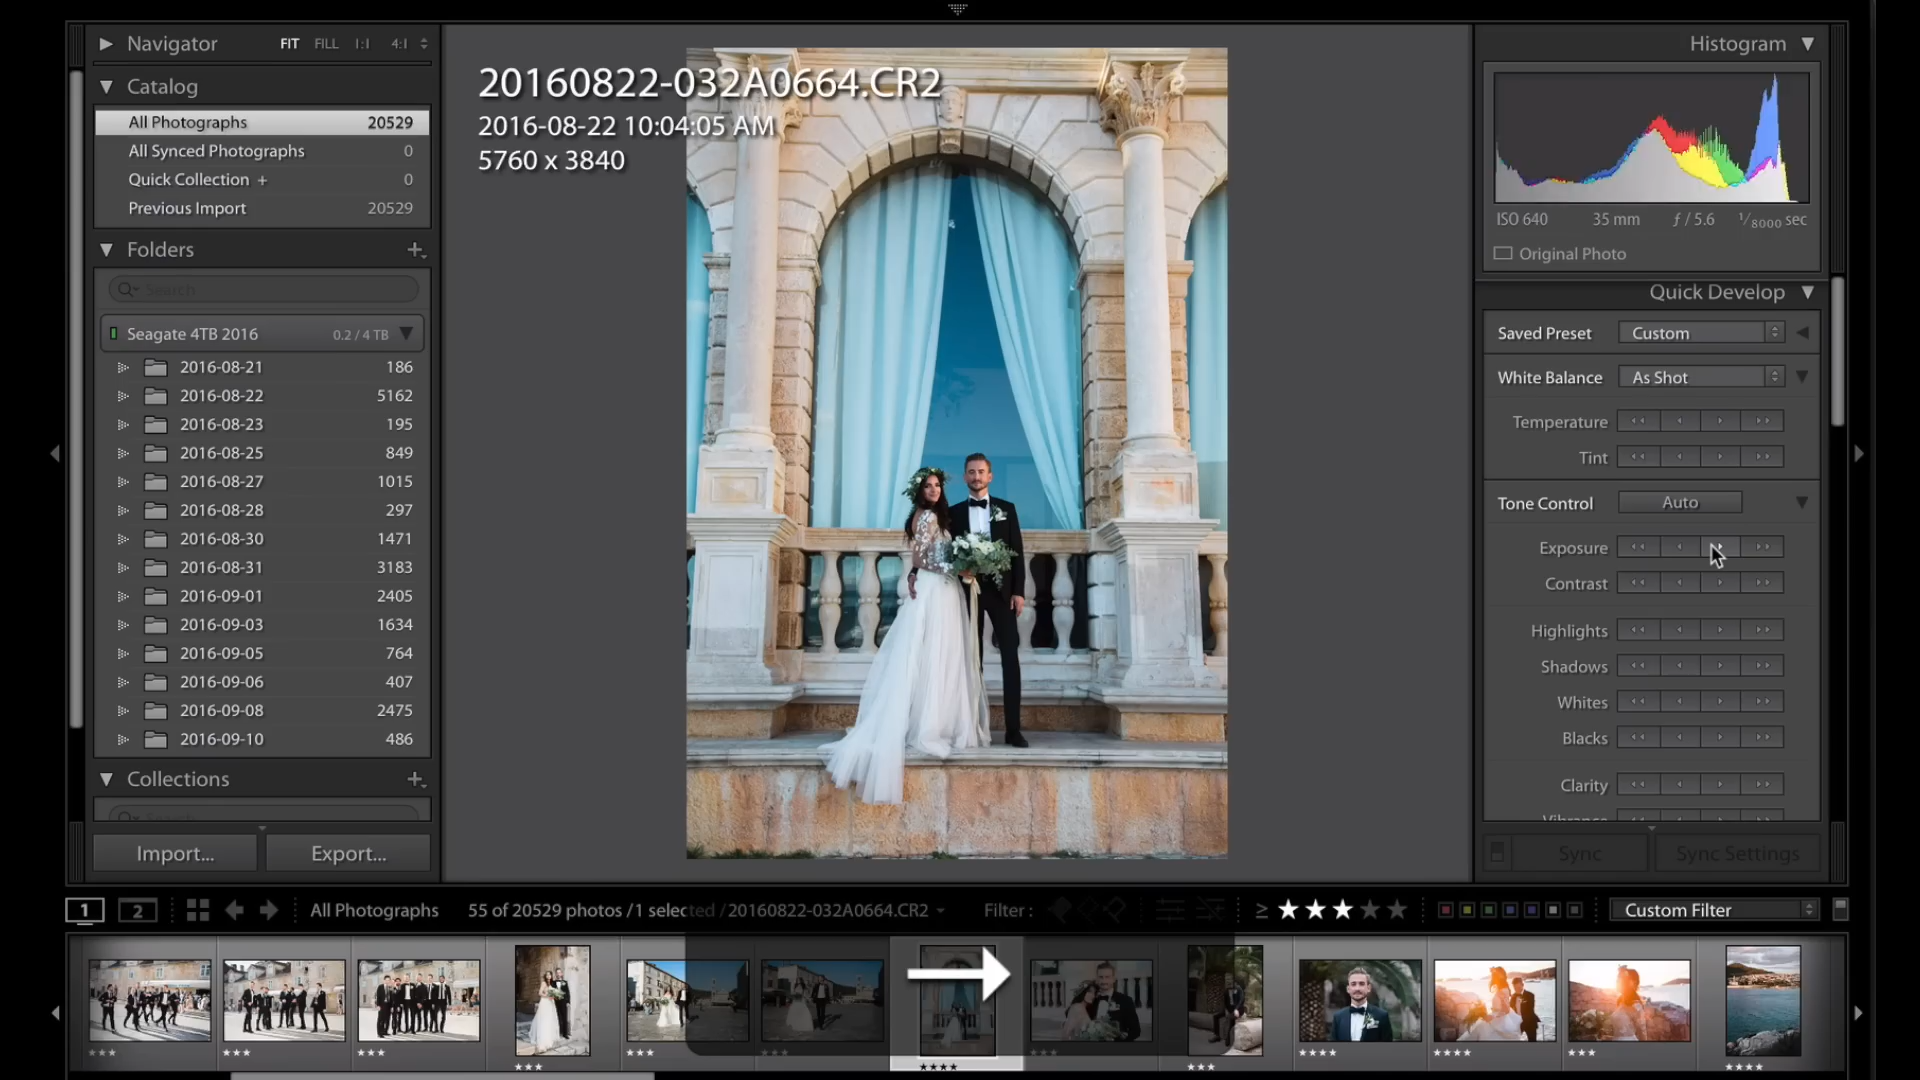 Navigator FIT FILL 1:1 4:1
Catalog
All Photographs 20529
All Synced Photographs 0
Quick Collection + 0
Previous Import 20529
Folders
Search
Seagate 4TB 2016 0.2 / 4 TB
2016-08-21 186
2016-08-22 5162
2016-08-23 195
2016-08-25 849
2016-08-27 1015
2016-08-28 297
2016-08-30 1471
2016-08-31 3183
2016-09-01 2405
2016-09-03 1634
2016-09-05 764
2016-09-06 407
2016-09-08 2475
2016-09-10 486
Collections
Search
Import... Export...
20160822-032A0664.CR2
2016-08-22 10:04:05 AM
5760 x 3840
Histogram
ISO 640 35 mm ƒ / 5.6 1/8000 sec
Original Photo
Quick Develop
Saved Preset Custom
White Balance As Shot
Temperature
Tint
Tone Control Auto
Exposure
Contrast
Highlights
Shadows
Whites
Blacks
Clarity
Vibrance
Sync Sync Settings
1 2 All Photographs 55 of 20529 photos /1 selected /20160822-032A0664.CR2 Filter : ≥ ★★★★★ Custom Filter